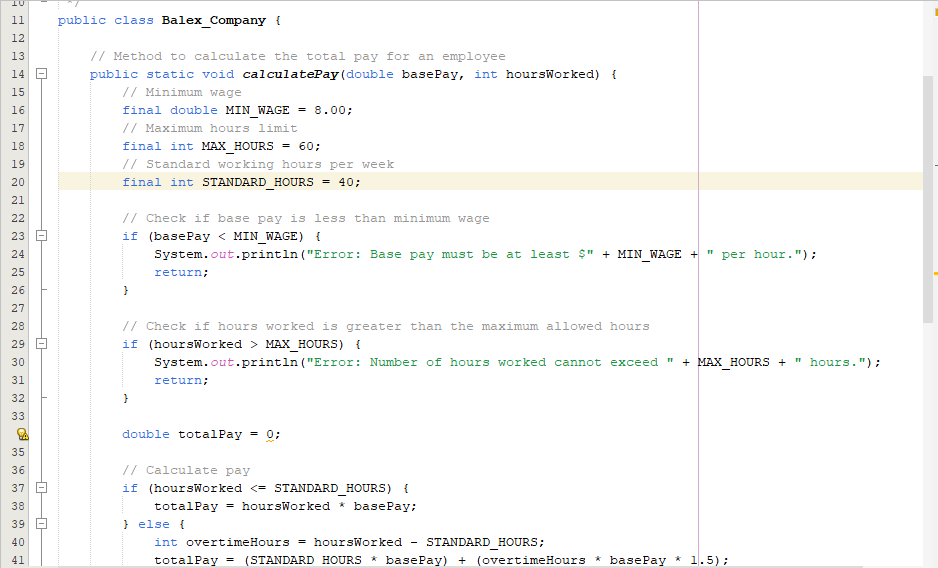 10 */
11 public class Balex_Company {
12
13 // Method to calculate the total pay for an employee
14 public static void calculatePay(double basePay, int hoursWorked) {
15 // Minimum wage
16 final double MIN_WAGE = 8.00;
17 // Maximum hours limit
18 final int MAX_HOURS = 60;
19 // Standard working hours per week
20 final int STANDARD_HOURS = 40;
21
22 // Check if base pay is less than minimum wage
23 if (basePay < MIN_WAGE) {
24 System.out.println("Error: Base pay must be at least $" + MIN_WAGE + " per hour.");
25 return;
26 }
27
28 // Check if hours worked is greater than the maximum allowed hours
29 if (hoursWorked > MAX_HOURS) {
30 System.out.println("Error: Number of hours worked cannot exceed " + MAX_HOURS + " hours.");
31 return;
32 }
33
double totalPay = 0;
35
36 // Calculate pay
37 if (hoursWorked <= STANDARD_HOURS) {
38 totalPay = hoursWorked * basePay;
39 } else {
40 int overtimeHours = hoursWorked - STANDARD_HOURS;
41 totalPay = (STANDARD_HOURS * basePay) + (overtimeHours * basePay * 1.5);